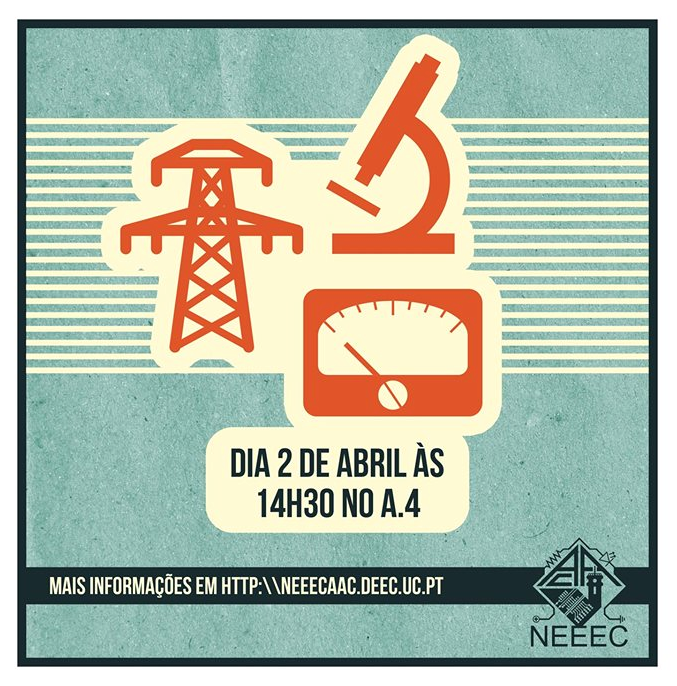 DIA 2 DE ABRIL ÀS
14H30 NO A.4
MAIS INFORMAÇÕES EM HTTP:\\NEEECAAC.DEEC.UC.PT
NEEEC